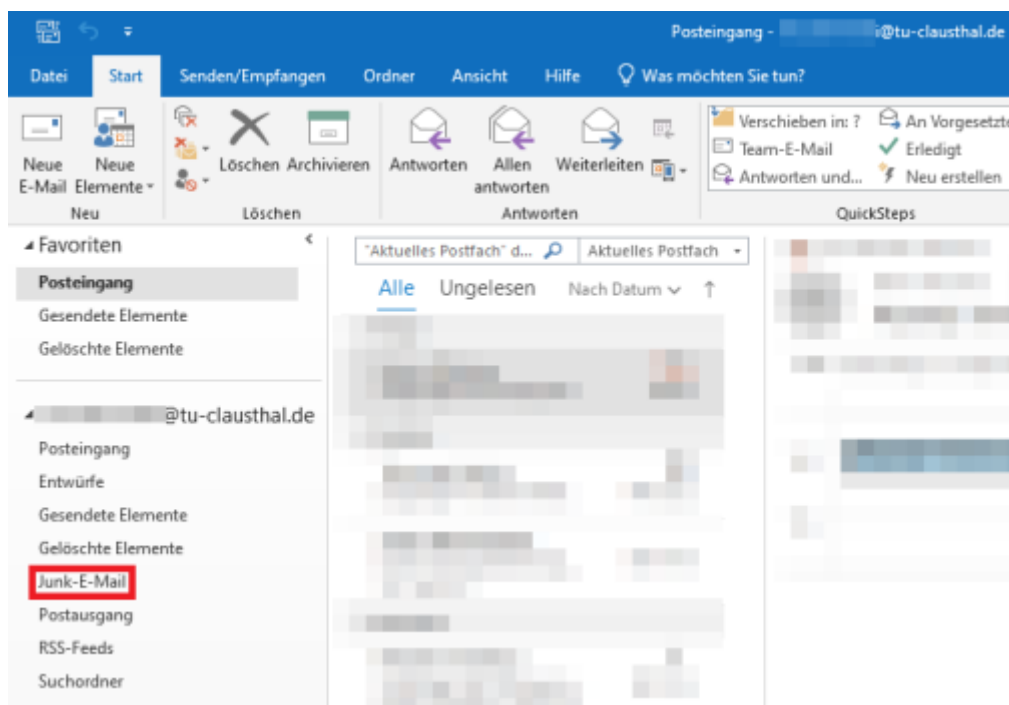 Posteingang - i@tu-clausthal.de
Datei Start Senden/Empfangen Ordner Ansicht Hilfe Was möchten Sie tun?
Neue E-Mail
Neue Elemente
Löschen Archivieren
Antworten
Allen antworten
Weiterleiten
Verschieben in: ? An Vorgesetzte
Team-E-Mail Erledigt
Antworten und... Neu erstellen
Neu Löschen Antworten QuickSteps
Favoriten
Posteingang
Gesendete Elemente
Gelöschte Elemente
@tu-clausthal.de
Posteingang
Entwürfe
Gesendete Elemente
Gelöschte Elemente
Junk-E-Mail
Postausgang
RSS-Feeds
Suchordner
"Aktuelles Postfach" d... Aktuelles Postfach
Alle Ungelesen Nach Datum